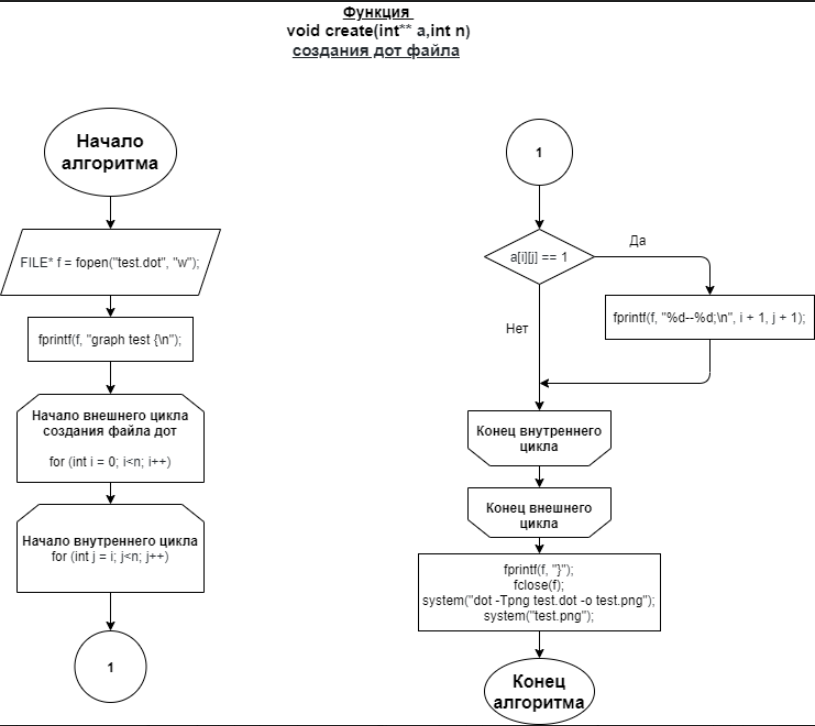 Функция
void create(int** a,int n)
создания дот файла
Начало
алгоритма
FILE* f = fopen("test.dot", "w");
fprintf(f, "graph test {\n");
Начало внешнего цикла
создания файла дот
for (int i = 0; i<n; i++)
Начало внутреннего цикла
for (int j = i; j<n; j++)
1
1
a[i][j] == 1
Да
Нет
fprintf(f, "%d--%d;\n", i + 1, j + 1);
Конец внутреннего
цикла
Конец внешнего
цикла
fprintf(f, "}");
fclose(f);
system("dot -Tpng test.dot -o test.png");
system("test.png");
Конец
алгоритма